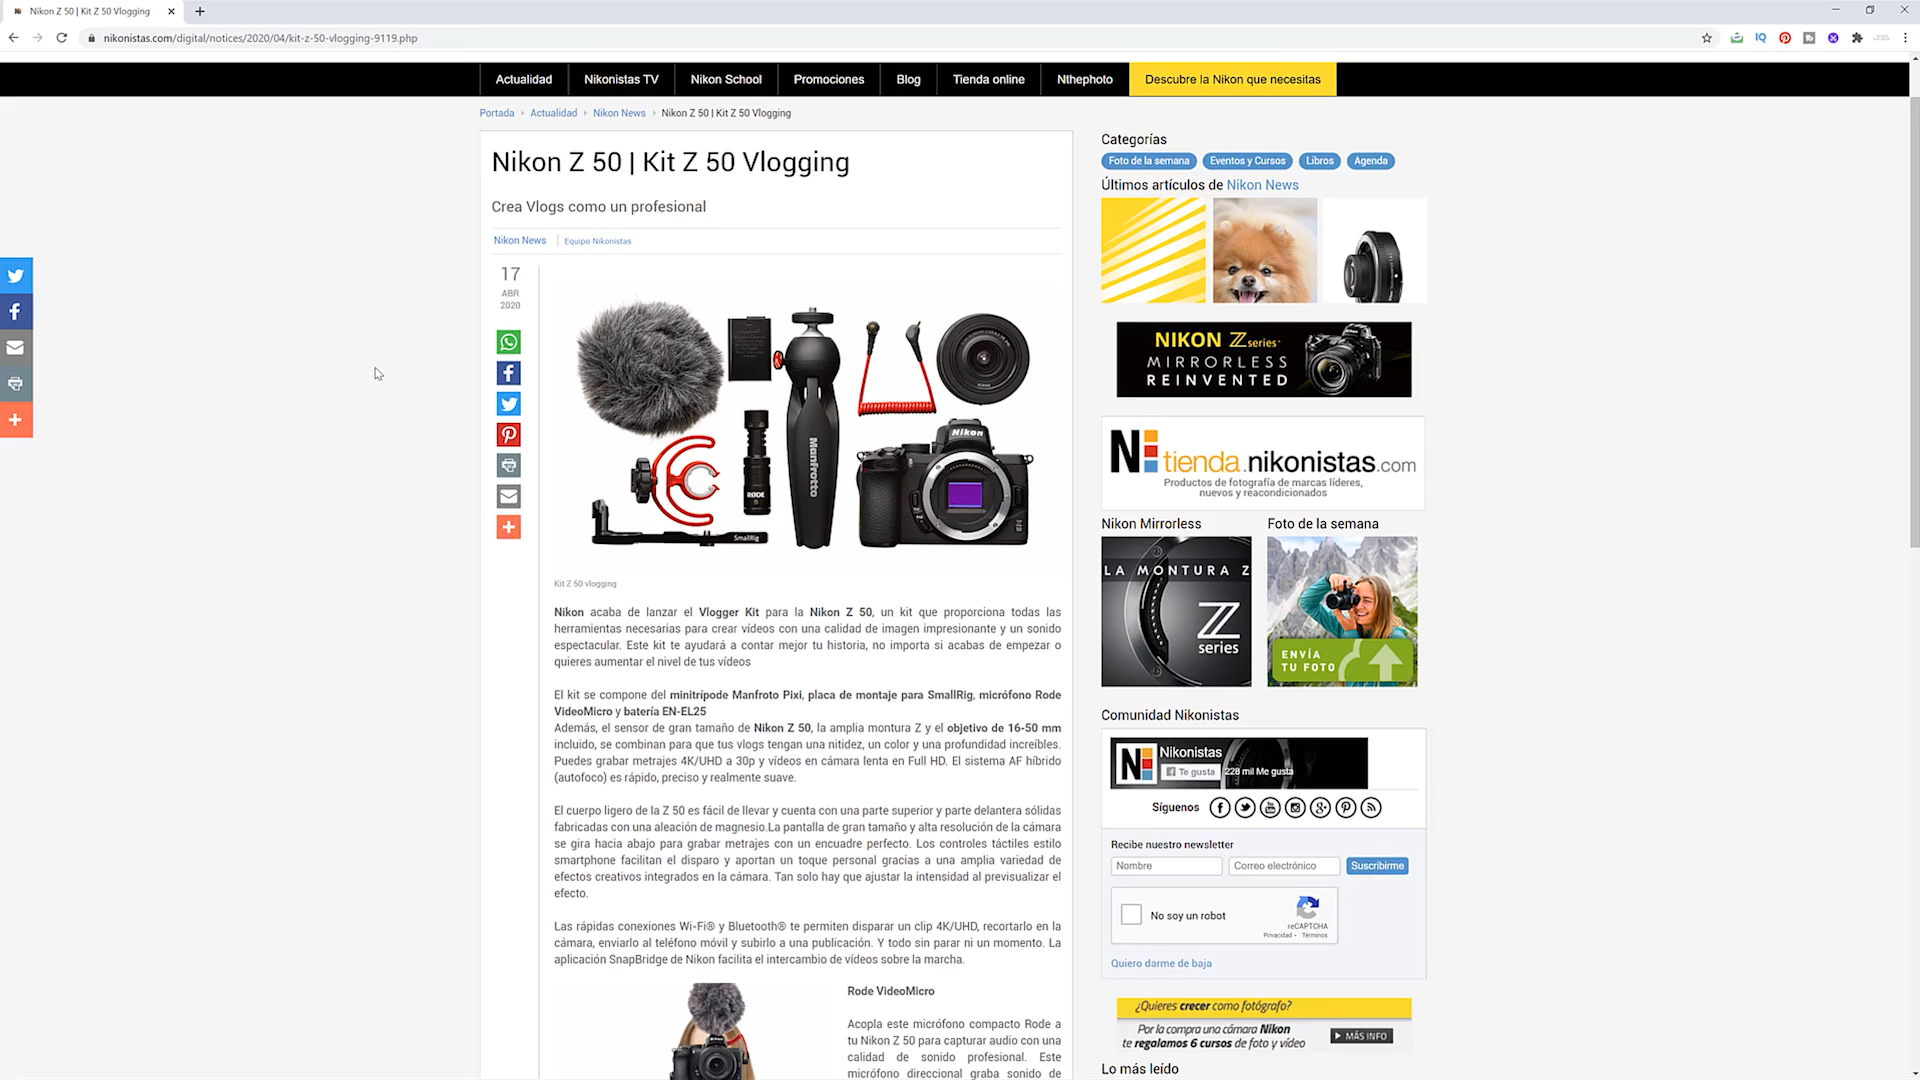 Nikon Z 50 | Kit Z 50 Vlogging
nikonistas.com/digital/notices/2020/04/kit-z-50-vlogging-9119.php
IQ
Actualidad
Nikonistas TV
Nikon School
Promociones
Blog
Tienda online
Nthephoto
Descubre la Nikon que necesitas
Portada
Actualidad
Nikon News
Nikon Z 50 | Kit Z 50 Vlogging
Nikon Z 50 | Kit Z 50 Vlogging
Crea Vlogs como un profesional
Nikon News
Equipo Nikonistas
17
ABR
2020
Manfrotto
RØDE
SmallRig
Nikon
Kit Z 50 vlogging
Nikon acaba de lanzar el Vlogger Kit para la Nikon Z 50, un kit que proporciona todas las
herramientas necesarias para crear vídeos con una calidad de imagen impresionante y un sonido
espectacular. Este kit te ayudará a contar mejor tu historia, no importa si acabas de empezar o
quieres aumentar el nivel de tus vídeos
El kit se compone del minitrípode Manfroto Pixi, placa de montaje para SmallRig, micrófono Rode
VideoMicro y batería EN-EL25
Además, el sensor de gran tamaño de Nikon Z 50, la amplia montura Z y el objetivo de 16-50 mm
incluido, se combinan para que tus vlogs tengan una nitidez, un color y una profundidad increíbles.
Puedes grabar metrajes 4K/UHD a 30p y vídeos en cámara lenta en Full HD. El sistema AF híbrido
(autofoco) es rápido, preciso y realmente suave.
El cuerpo ligero de la Z 50 es fácil de llevar y cuenta con una parte superior y parte delantera sólidas
fabricadas con una aleación de magnesio.La pantalla de gran tamaño y alta resolución de la cámara
se gira hacia abajo para grabar metrajes con un encuadre perfecto. Los controles táctiles estilo
smartphone facilitan el disparo y aportan un toque personal gracias a una amplia variedad de
efectos creativos integrados en la cámara. Tan solo hay que ajustar la intensidad al previsualizar el
efecto.
Las rápidas conexiones Wi-Fi® y Bluetooth® te permiten disparar un clip 4K/UHD, recortarlo en la
cámara, enviarlo al teléfono móvil y subirlo a una publicación. Y todo sin parar ni un momento. La
aplicación SnapBridge de Nikon facilita el intercambio de vídeos sobre la marcha.
Rode VideoMicro
Acopla este micrófono compacto Rode a
tu Nikon Z 50 para capturar audio con una
calidad de sonido profesional. Este
micrófono direccional graba sonido de
Categorías
Foto de la semana
Eventos y Cursos
Libros
Agenda
Últimos artículos de Nikon News
NIKON Z series
MIRRORLESS
REINVENTED
N tienda.nikonistas.com
Productos de fotografía de marcas líderes,
nuevos y reacondicionados
Nikon Mirrorless
Foto de la semana
LA MONTURA Z
Z
series
ENVÍA
TU FOTO
Comunidad Nikonistas
N
Nikonistas
Te gusta
228 mil Me gusta
Síguenos
Recibe nuestro newsletter
Nombre
Correo electrónico
Suscribirme
No soy un robot
reCAPTCHA
Privacidad - Términos
Quiero darme de baja
¿Quieres crecer como fotógrafo?
Por la compra una cámara Nikon
te regalamos 6 cursos de foto y vídeo
MÁS INFO
Lo más leído